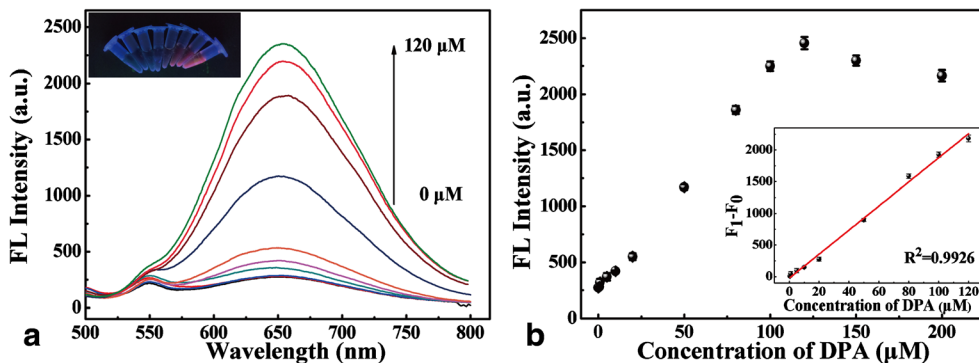 2500
2000
1500
1000
500
0
FL Intensity (a.u.)
120 µM
0 µM
500 550 600 650 700 750 800
Wavelength (nm)
a
2500
2000
1500
1000
500
0
FL Intensity (a.u.)
0 50 100 150 200
Concentration of DPA (µM)
b
2000
1500
1000
500
0
F1-F0
R²=0.9926
0 20 40 60 80 100 120
Concentration of DPA (µM)